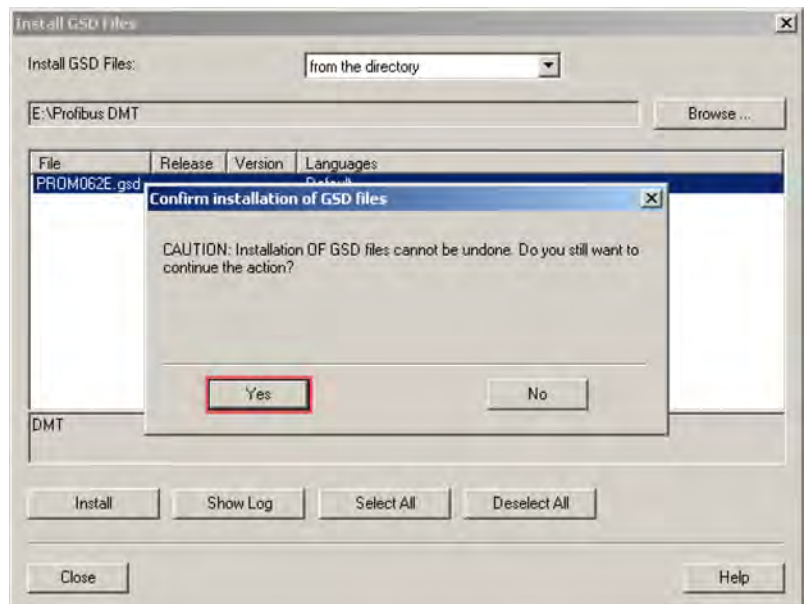 Install GSD Files
Install GSD Files:
from the directory
E:\Profibus DMT
Browse ...
File Release Version Languages
PROM062E.gsd Default
Confirm installation of GSD files
CAUTION: Installation OF GSD files cannot be undone. Do you still want to
continue the action?
Yes No
DMT
Install Show Log Select All Deselect All
Close Help